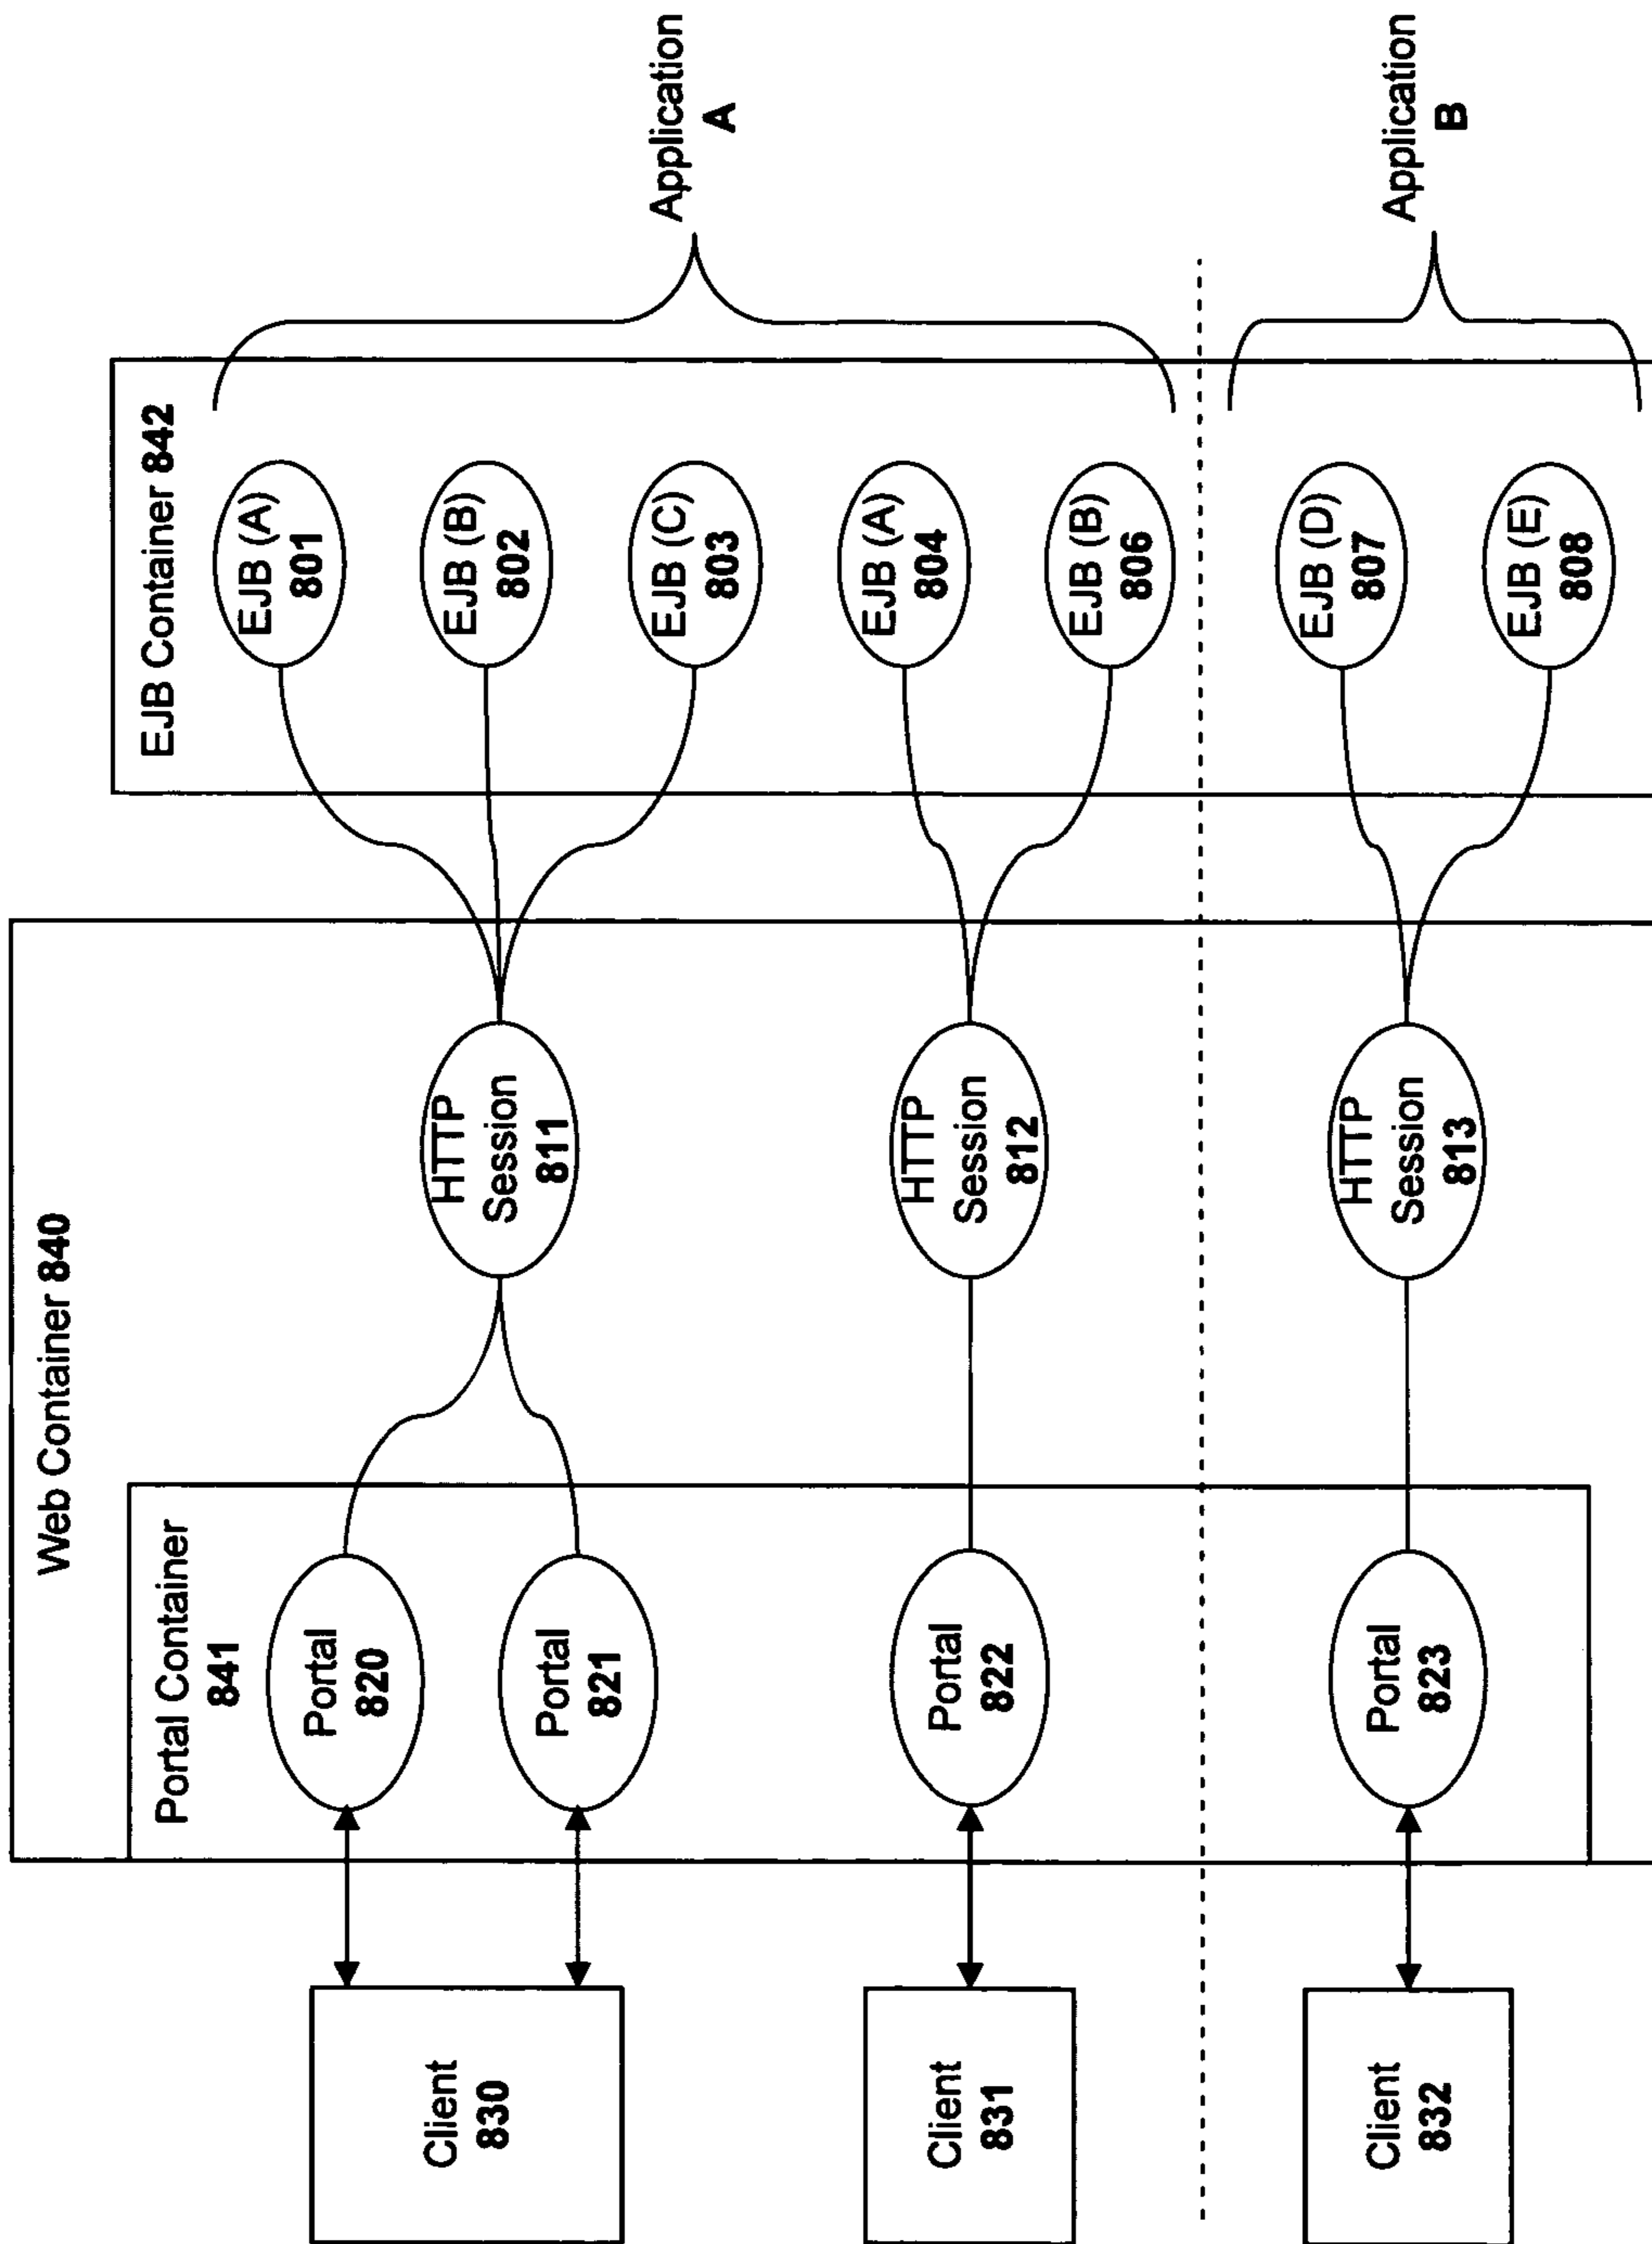 Web Container 840
EJB Container 842
Portal Container
841
Client
830
Portal
820
Portal
821
HTTP
Session
811
EJB (A)
801
EJB (B)
802
EJB (C)
803
Application
A
Client
831
Portal
822
HTTP
Session
812
EJB (A)
804
EJB (B)
806
Client
832
Portal
823
HTTP
Session
813
EJB (D)
807
EJB (E)
808
Application
B